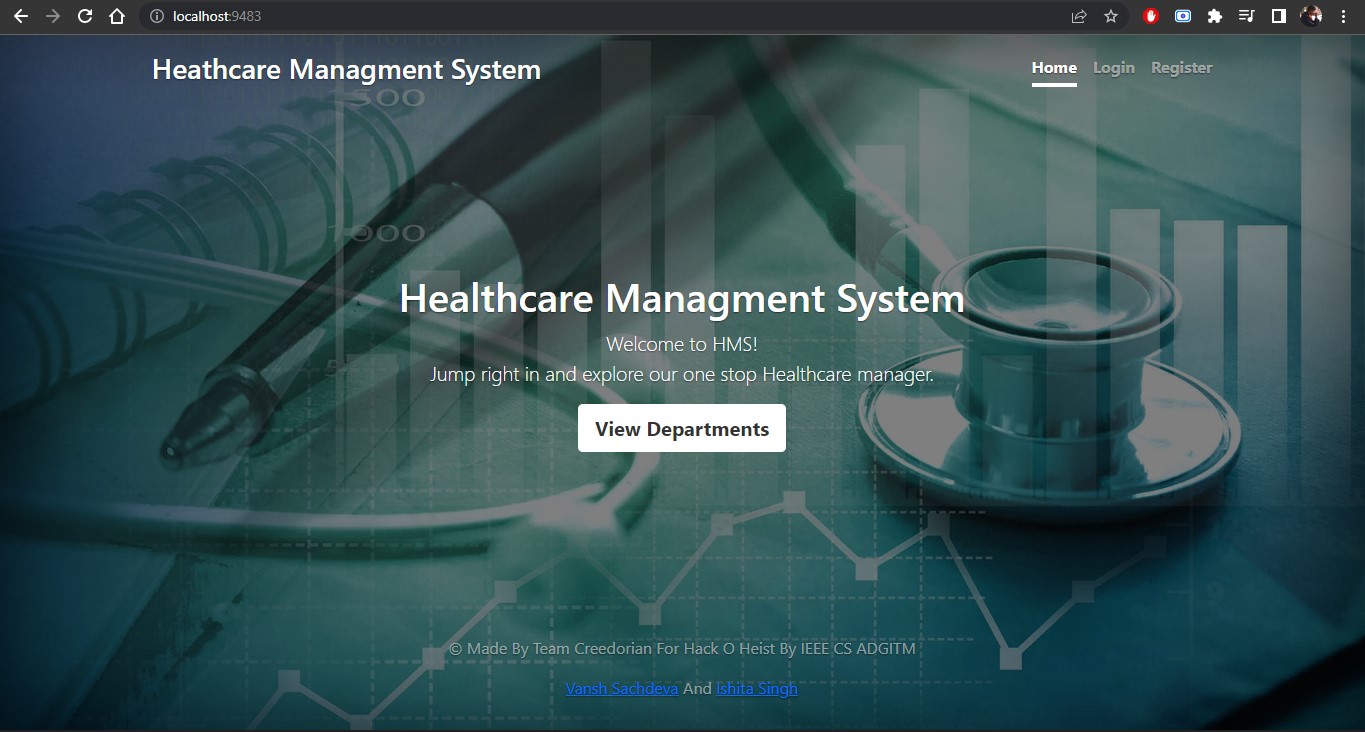 localhost:9483
Heathcare Managment System
Home Login Register
1500
1000
Healthcare Managment System
Welcome to HMS!
Jump right in and explore our one stop Healthcare manager.
View Departments
© Made By Team Creedorian For Hack O Heist By IEEE CS ADGITM
Vansh Sachdeva And Ishita Singh